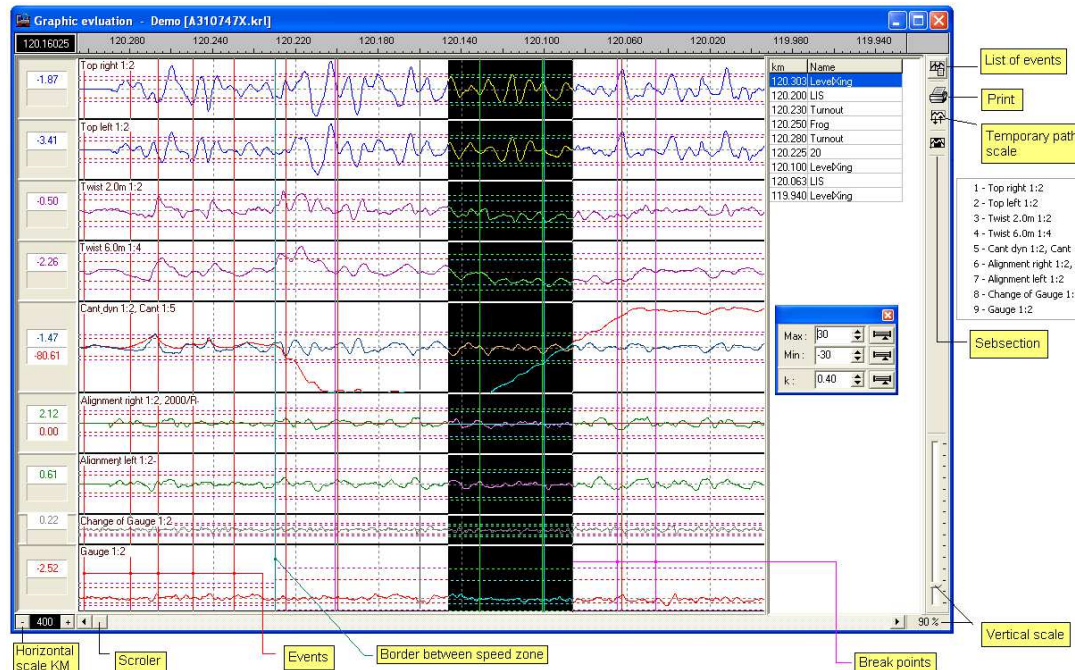 Graphic evluation - Demo [A310747X.krl]
120.16025
120.280 120.240 120.220 120.140 120.100 120.060 120.020 119.980 119.940
-1.87
Top right 1:2
-3.41
Top left 1:2
-0.50
Twist 2.0m 1:2
-2.26
Twist 6.0m 1:4
-1.47
-80.61
Cant dyn 1:2, Cant 1:5
2.12
0.00
Alignment right 1:2, 2000/R-
0.61
Alignment left 1:2-
0.22
Change of Gauge 1:2
-2.52
Gauge 1:2
km Name
120.303 LevelXing
120.200 LIS
120.230 Turnout
120.250 Frog
120.280 Turnout
120.225 20
120.100 LevelXing
120.063 LIS
119.940 LevelXing
Max: 30
Min: -30
k: 0.40
List of events
Print
Temporary path
scale
1 - Top right 1:2
2 - Top left 1:2
3 - Twist 2.0m 1:2
4 - Twist 6.0m 1:4
5 - Cant dyn 1:2, Cant
6 - Alignment right 1:2,
7 - Alignment left 1:2
8 - Change of Gauge 1:
9 - Gauge 1:2
Sebsection
- 400 +
90 %
Vertical scale
Horizontal
scale KM
Scroler
Events
Border between speed zone
Break points